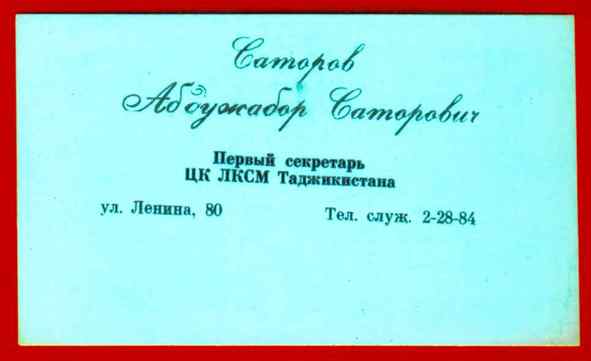 Саторов
Абдужабор Саторович
Первый секретарь
ЦК ЛКСМ Таджикистана
ул. Ленина, 80 Тел. служ. 2-28-84